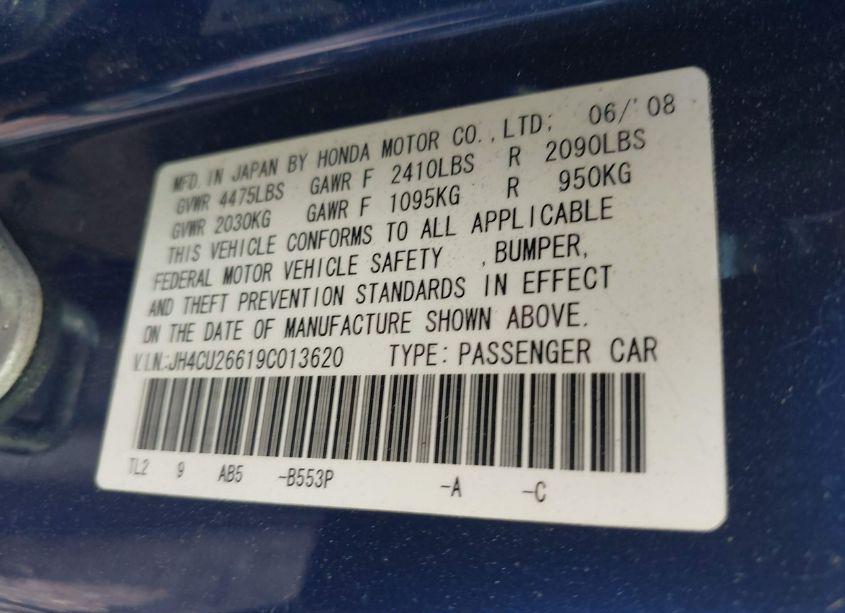 MFD. IN JAPAN BY HONDA MOTOR CO.,LTD; 06/'08
GVWR 4475LBS GAWR F 2410LBS R 2090LBS
GVWR 2030KG GAWR F 1095KG R 950KG
THIS VEHICLE CONFORMS TO ALL APPLICABLE
FEDERAL MOTOR VEHICLE SAFETY ,BUMPER,
AND THEFT PREVENTION STANDARDS IN EFFECT
ON THE DATE OF MANUFACTURE SHOWN ABOVE.
V.I.N.:JH4CU26619C013620 TYPE: PASSENGER CAR
TL2 9 AB5 -B553P -A -C